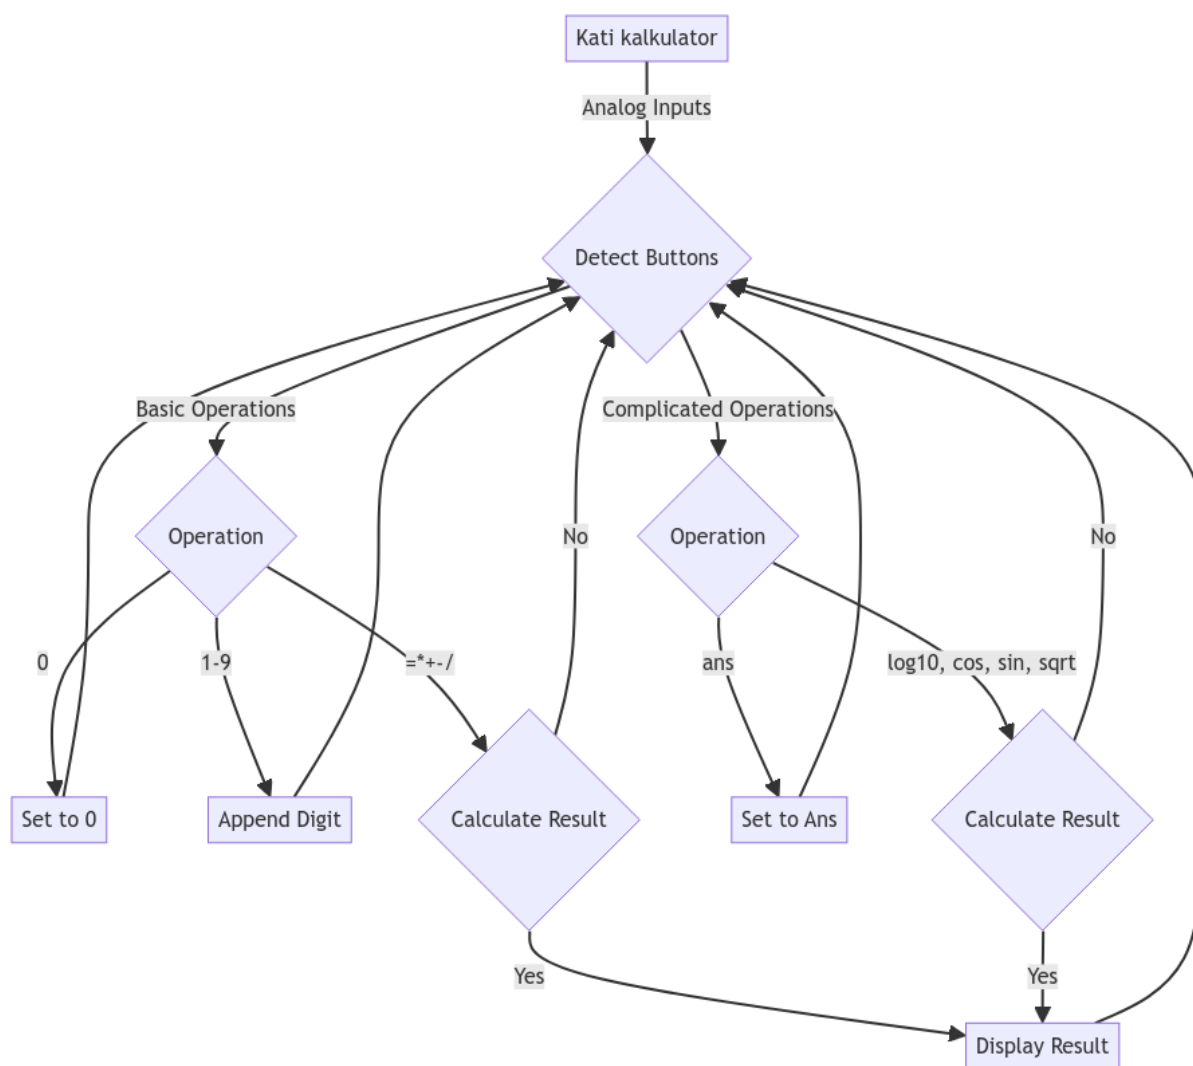 Kati kalkulator
Analog Inputs
Detect Buttons
Basic Operations
Complicated Operations
Operation
No
Operation
No
0
1-9
=*+-/
ans
log10, cos, sin, sqrt
Set to 0
Append Digit
Calculate Result
Set to Ans
Calculate Result
Yes
Yes
Display Result